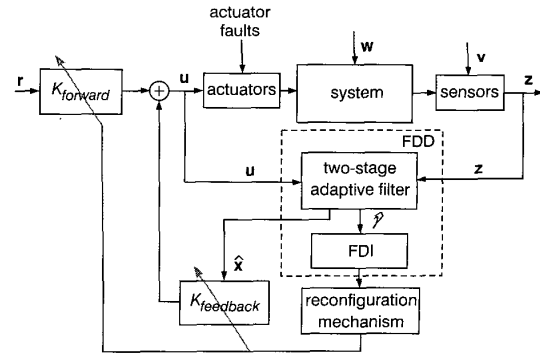 actuator
faults
w
v
r
K_forward
+
u
actuators
system
sensors
z
FDD
u
two-stage
adaptive filter
z
x̂
FDI
K_feedback
reconfiguration
mechanism